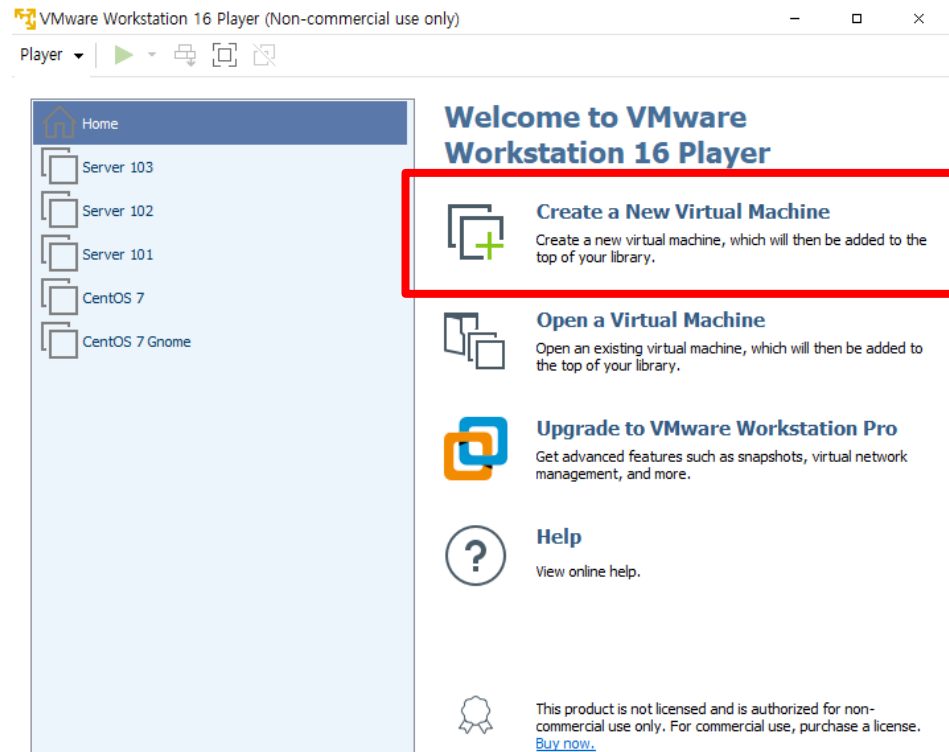 VMware Workstation 16 Player (Non-commercial use only)
Player
Home
Server 103
Server 102
Server 101
CentOS 7
CentOS 7 Gnome
Welcome to VMware
Workstation 16 Player
Create a New Virtual Machine
Create a new virtual machine, which will then be added to the
top of your library.
Open a Virtual Machine
Open an existing virtual machine, which will then be added to
the top of your library.
Upgrade to VMware Workstation Pro
Get advanced features such as snapshots, virtual network
management, and more.
Help
View online help.
This product is not licensed and is authorized for non-
commercial use only. For commercial use, purchase a license.
Buy now.